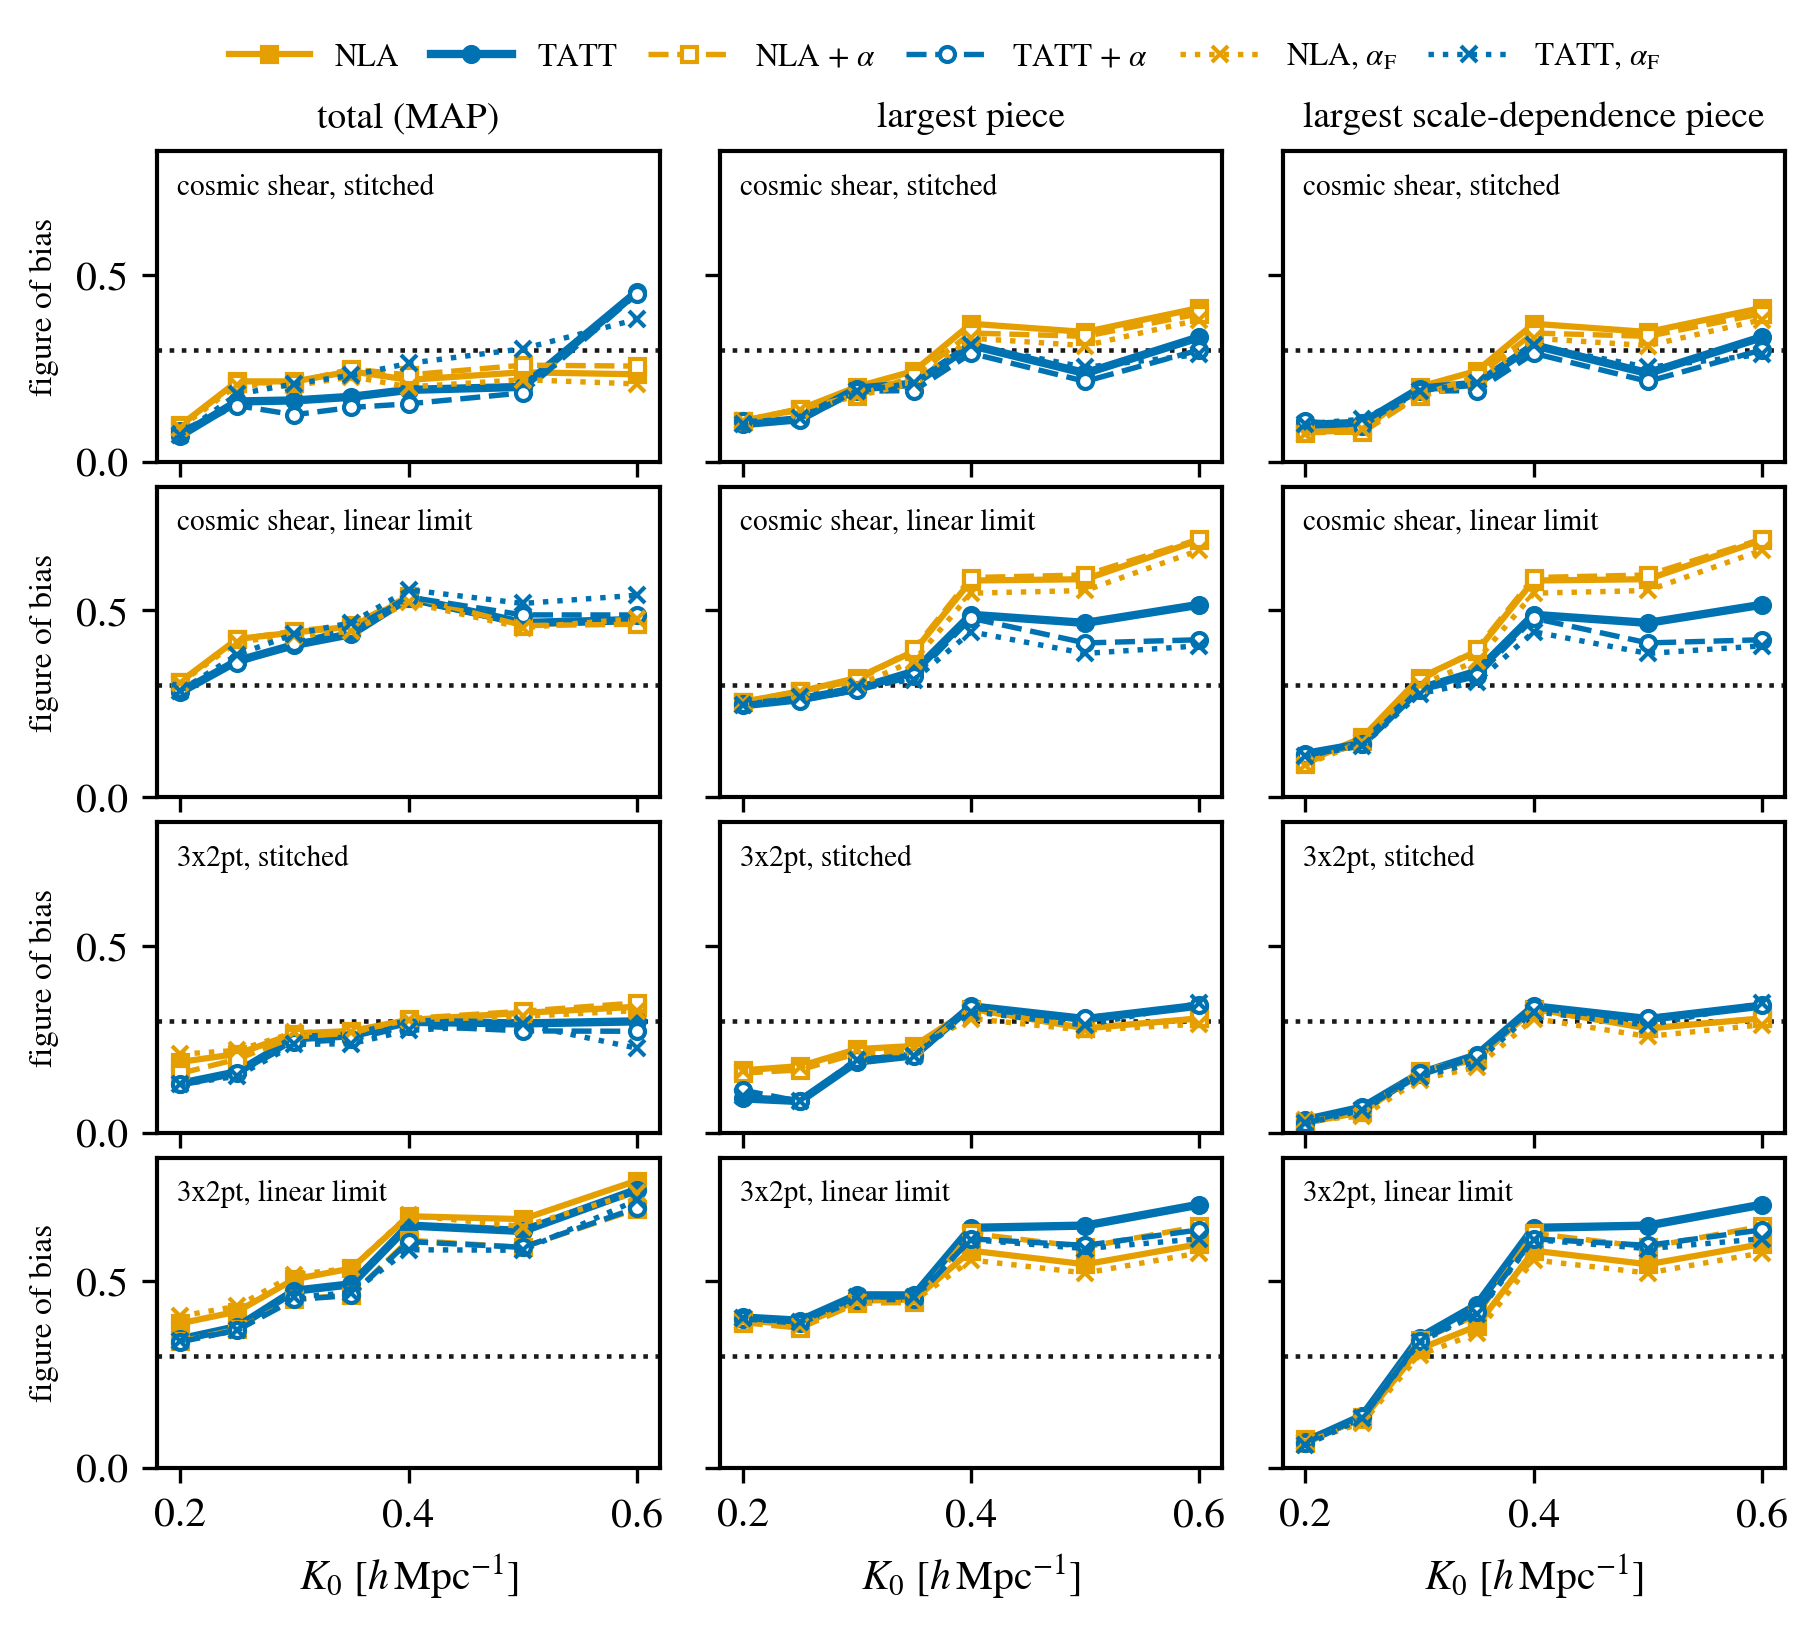 NLA TATT NLA + α TATT + α NLA, α_F TATT, α_F
total (MAP) largest piece largest scale-dependence piece
cosmic shear, stitched cosmic shear, stitched cosmic shear, stitched
figure of bias
0.5
0.0
cosmic shear, linear limit cosmic shear, linear limit cosmic shear, linear limit
figure of bias
0.5
0.0
3x2pt, stitched 3x2pt, stitched 3x2pt, stitched
figure of bias
0.5
0.0
3x2pt, linear limit 3x2pt, linear limit 3x2pt, linear limit
figure of bias
0.5
0.0
0.2 0.4 0.6 0.2 0.4 0.6 0.2 0.4 0.6
K₀ [h Mpc⁻¹] K₀ [h Mpc⁻¹] K₀ [h Mpc⁻¹]